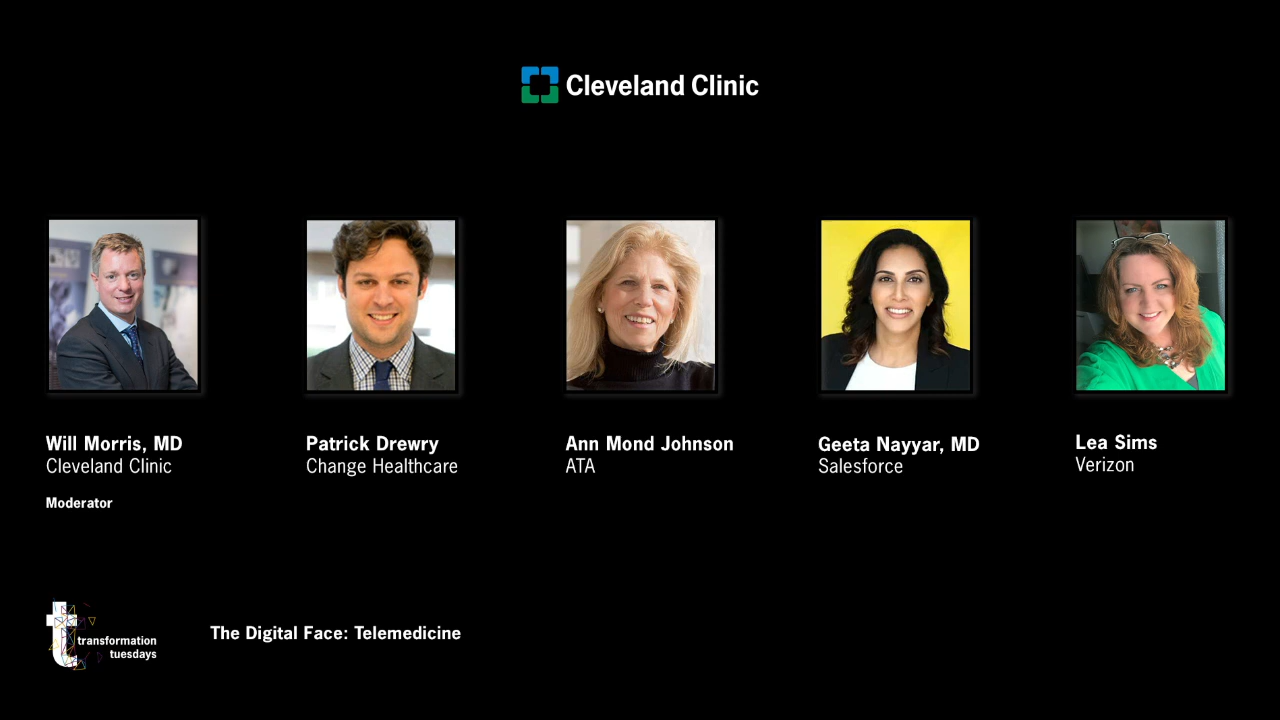 Cleveland Clinic
Will Morris, MD
Cleveland Clinic
Moderator
Patrick Drewry
Change Healthcare
Ann Mond Johnson
ATA
Geeta Nayyar, MD
Salesforce
Lea Sims
Verizon
t
transformation
tuesdays
The Digital Face: Telemedicine